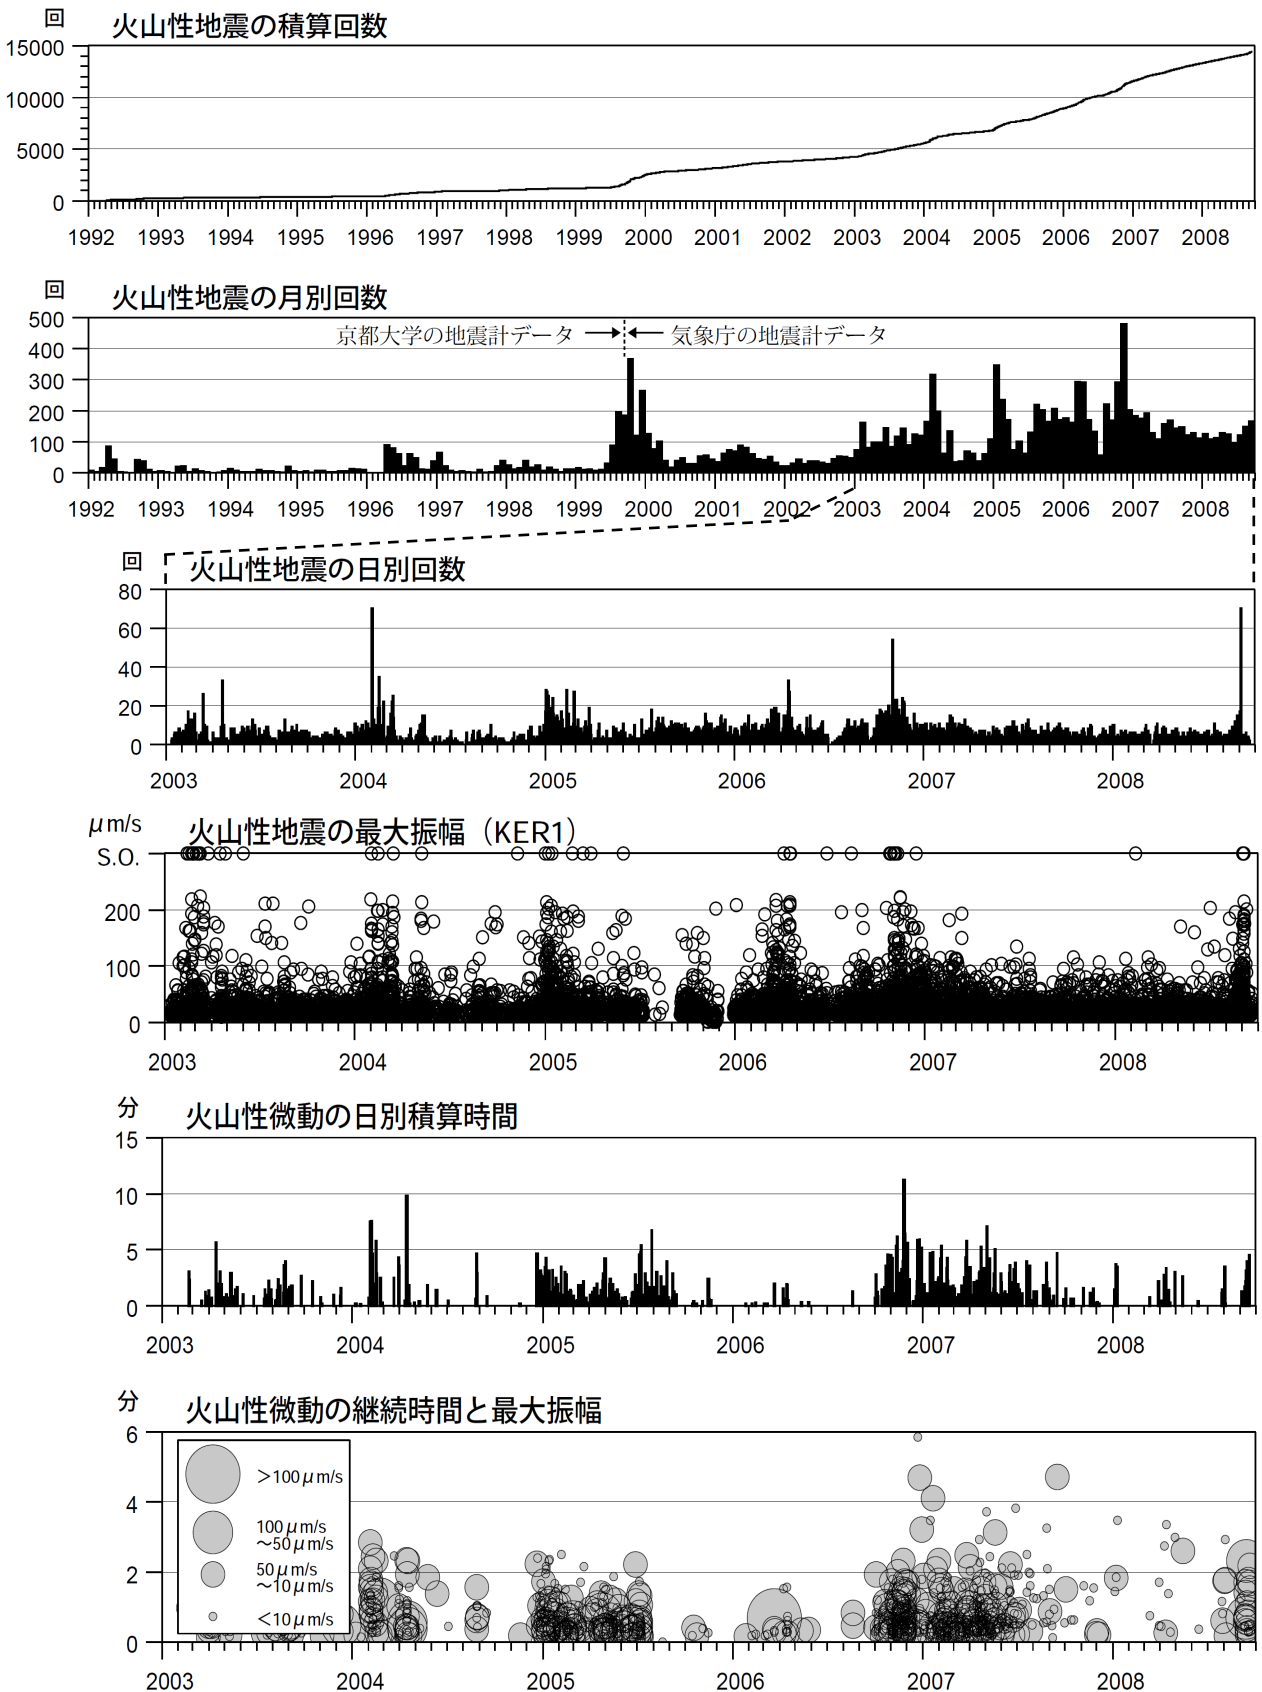 回
火山性地震の積算回数
15000
10000
5000
0
1992 1993 1994 1995 1996 1997 1998 1999 2000 2001 2002 2003 2004 2005 2006 2007 2008
回
火山性地震の月別回数
500
京都大学の地震計データ 気象庁の地震計データ
400
300
200
100
0
1992 1993 1994 1995 1996 1997 1998 1999 2000 2001 2002 2003 2004 2005 2006 2007 2008
回
火山性地震の日別回数
80
60
40
20
0
2003 2004 2005 2006 2007 2008
μm/s
火山性地震の最大振幅（KER1）
S.O.
200
100
0
2003 2004 2005 2006 2007 2008
分
火山性微動の日別積算時間
15
10
5
0
2003 2004 2005 2006 2007 2008
分
火山性微動の継続時間と最大振幅
6
＞100μm/s
4
100μm/s
～50μm/s
50μm/s
～10μm/s
2
＜10μm/s
0
2003 2004 2005 2006 2007 2008